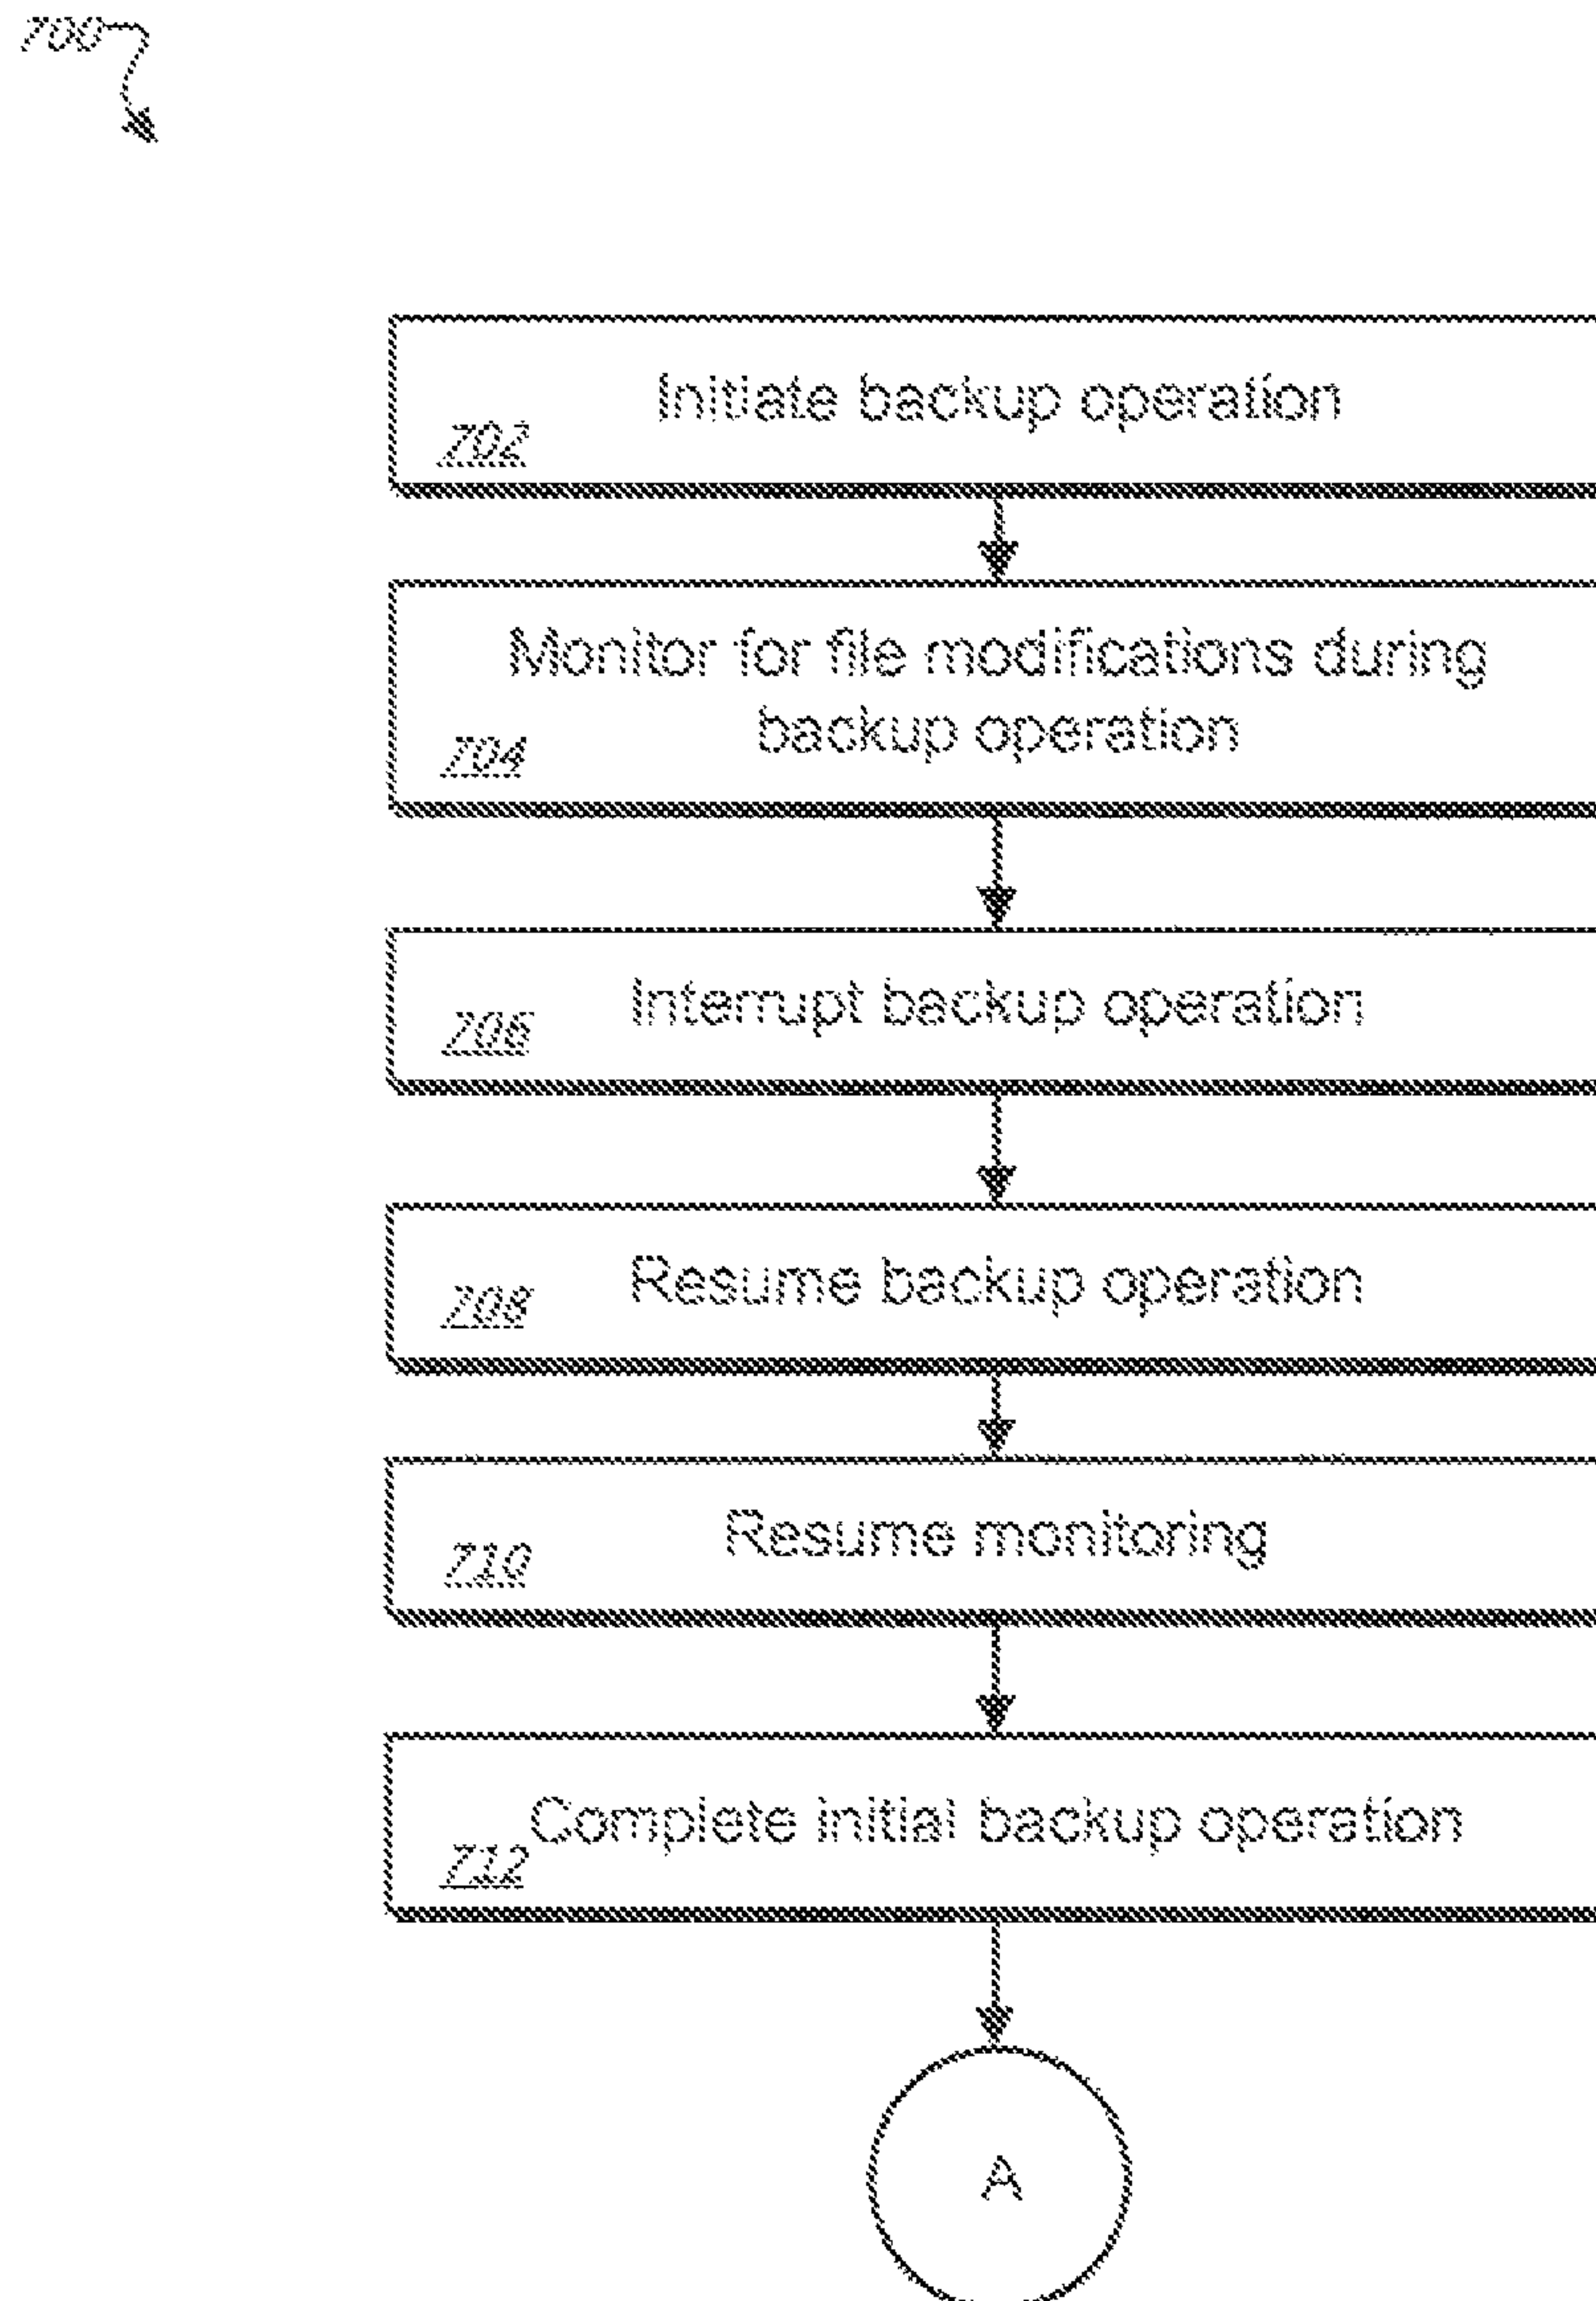 700
Initiate backup operation
702
Monitor for file modifications during
backup operation
704
Interrupt backup operation
706
Resume backup operation
708
Resume monitoring
710
Complete initial backup operation
712
A